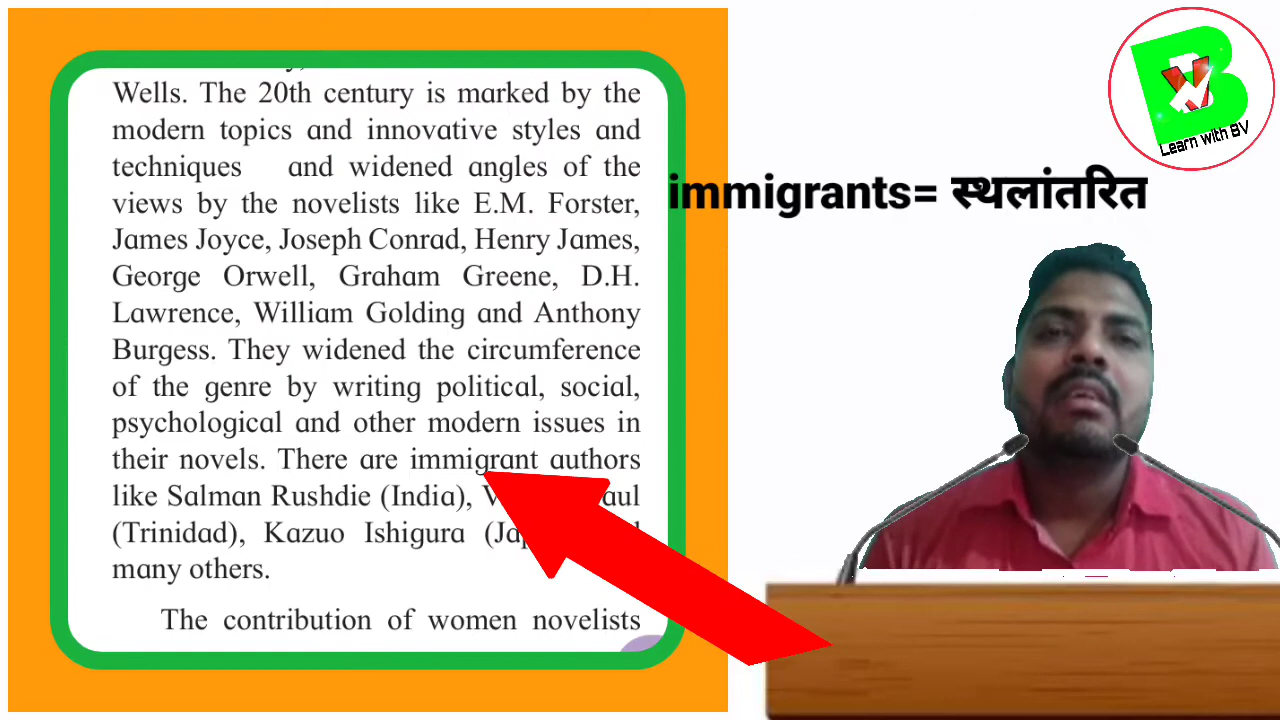 Wells. The 20th century is marked by the
modern topics and innovative styles and
techniques and widened angles of the
views by the novelists like E.M. Forster,
James Joyce, Joseph Conrad, Henry James,
George Orwell, Graham Greene, D.H.
Lawrence, William Golding and Anthony
Burgess. They widened the circumference
of the genre by writing political, social,
psychological and other modern issues in
their novels. There are immigrant authors
like Salman Rushdie (India),
(Trinidad), Kazuo Ishigura
many others.
The contribution of women novelists
immigrants= स्थलांतरित
BV
Learn with BV